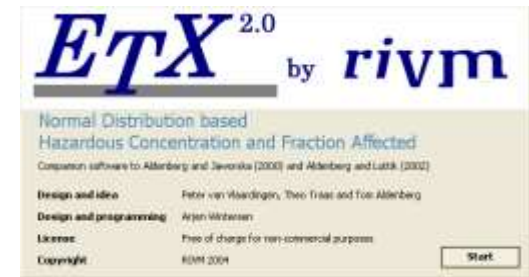 ETX 2.0
by rivm
Normal Distribution based
Hazardous Concentration and Fraction Affected
Companion software to Aldenberg and Jaworska (2000) and Aldenberg and Luttik (2002)
Design and idea Peter van Vlaardingen, Theo Traas and Tom Aldenberg
Design and programming Arjen Wintersen
License Free of charge for non-commercial purposes
Copyright RIVM 2004
Start